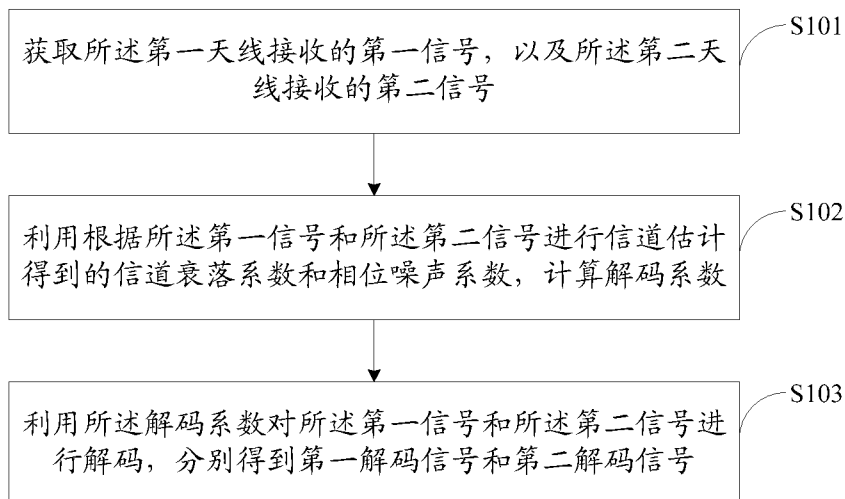 S101
获取所述第一天线接收的第一信号，以及所述第二天
线接收的第二信号
S102
利用根据所述第一信号和所述第二信号进行信道估计
得到的信道衰落系数和相位噪声系数，计算解码系数
S103
利用所述解码系数对所述第一信号和所述第二信号进
行解码，分别得到第一解码信号和第二解码信号